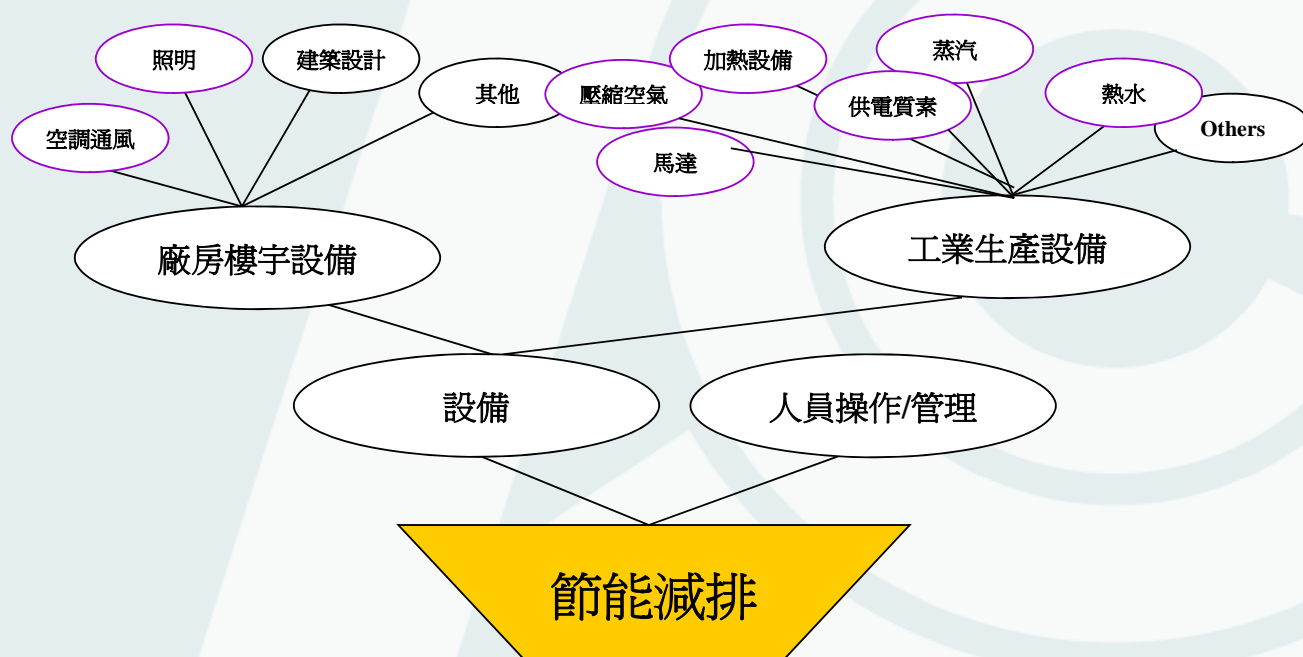 照明
建築設計
其他
空調通風
加熱設備
蒸汽
壓縮空氣
供電質素
熱水
Others
馬達
廠房樓宇設備
工業生產設備
設備
人員操作/管理
節能減排